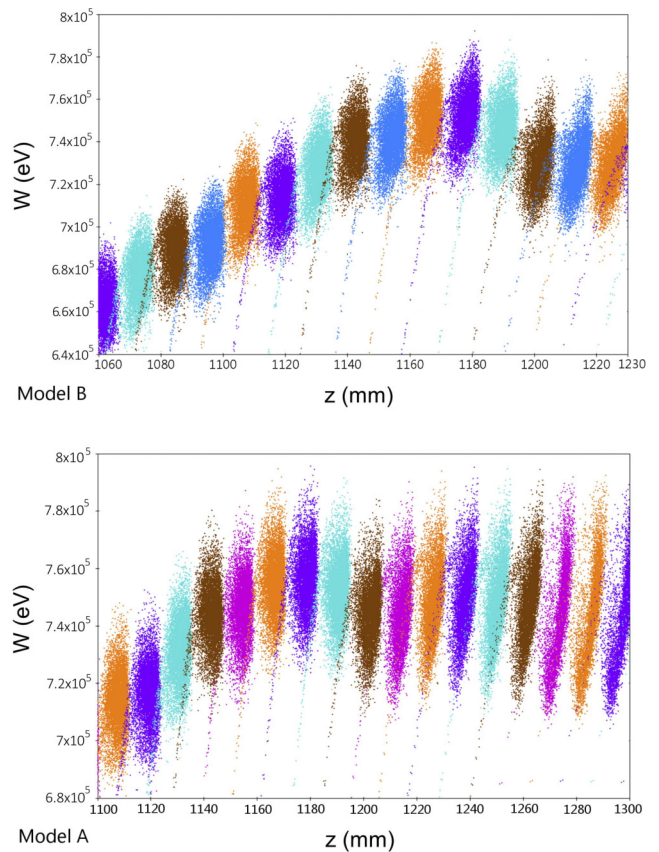 8x10⁵
7.8x10⁵
7.6x10⁵
7.4x10⁵
7.2x10⁵
7x10⁵
6.8x10⁵
6.6x10⁵
6.4x10⁵
W (eV)
1060 1080 1100 1120 1140 1160 1180 1200 1220 1230
Model B
z (mm)
8x10⁵
7.8x10⁵
7.6x10⁵
7.4x10⁵
7.2x10⁵
7x10⁵
6.8x10⁵
W (eV)
1100 1120 1140 1160 1180 1200 1220 1229 1260 1280 1300
Model A
z (mm)